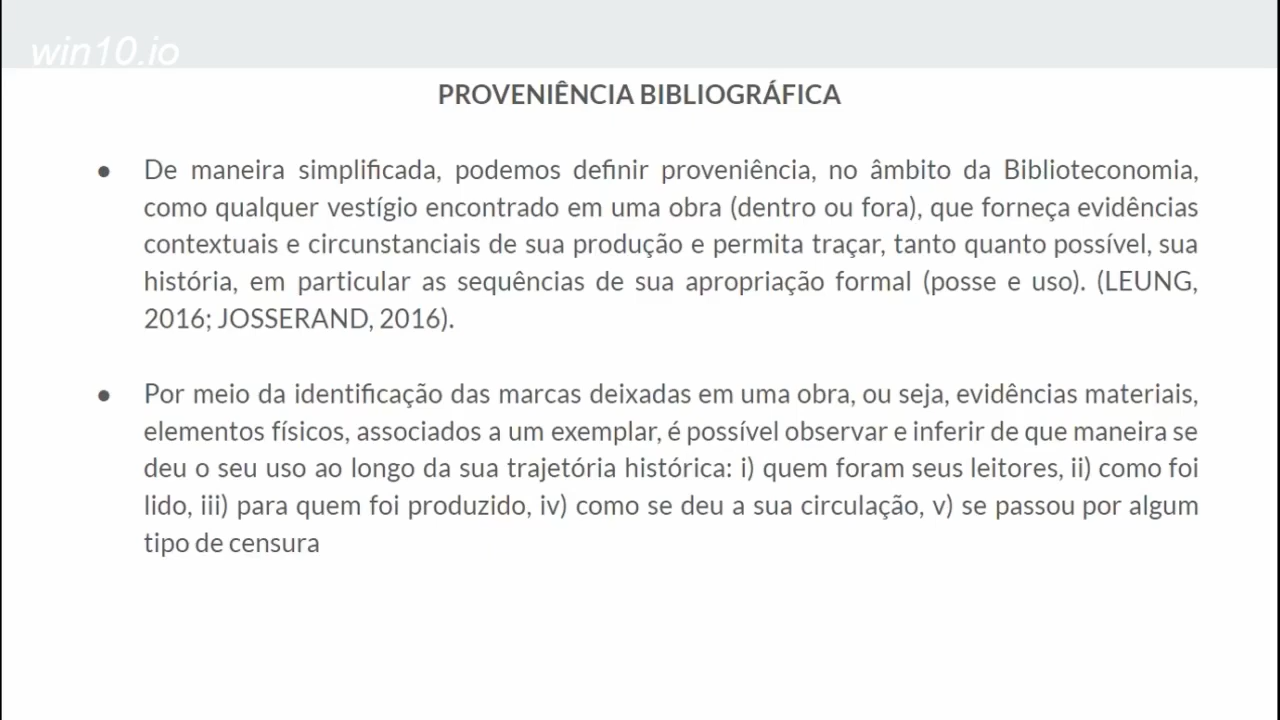 win10.io
PROVENIÊNCIA BIBLIOGRÁFICA
● De maneira simplificada, podemos definir proveniência, no âmbito da Biblioteconomia,
como qualquer vestígio encontrado em uma obra (dentro ou fora), que forneça evidências
contextuais e circunstanciais de sua produção e permita traçar, tanto quanto possível, sua
história, em particular as sequências de sua apropriação formal (posse e uso). (LEUNG,
2016; JOSSERAND, 2016).
● Por meio da identificação das marcas deixadas em uma obra, ou seja, evidências materiais,
elementos físicos, associados a um exemplar, é possível observar e inferir de que maneira se
deu o seu uso ao longo da sua trajetória histórica: i) quem foram seus leitores, ii) como foi
lido, iii) para quem foi produzido, iv) como se deu a sua circulação, v) se passou por algum
tipo de censura